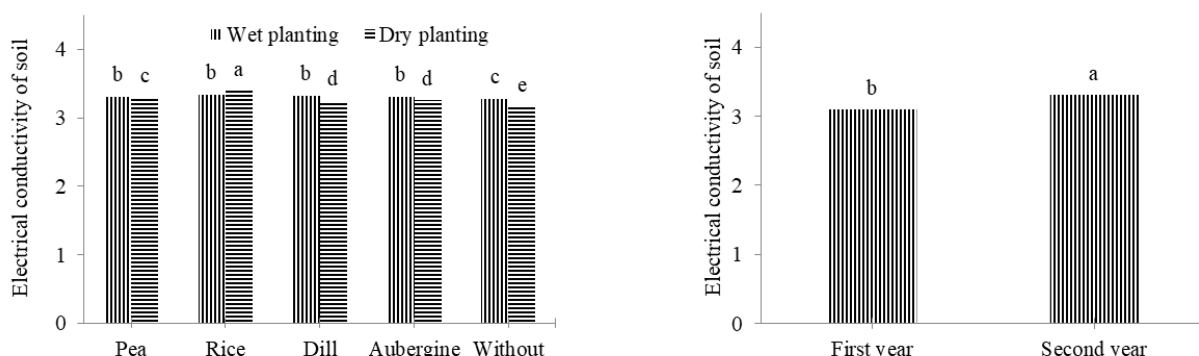 Wet planting Dry planting
Electrical conductivity of soil
4
3
2
1
0
b c b a b d b d c e
Pea Rice Dill Aubergine Without
Electrical conductivity of soil
4
3
2
1
0
b a
First year Second year